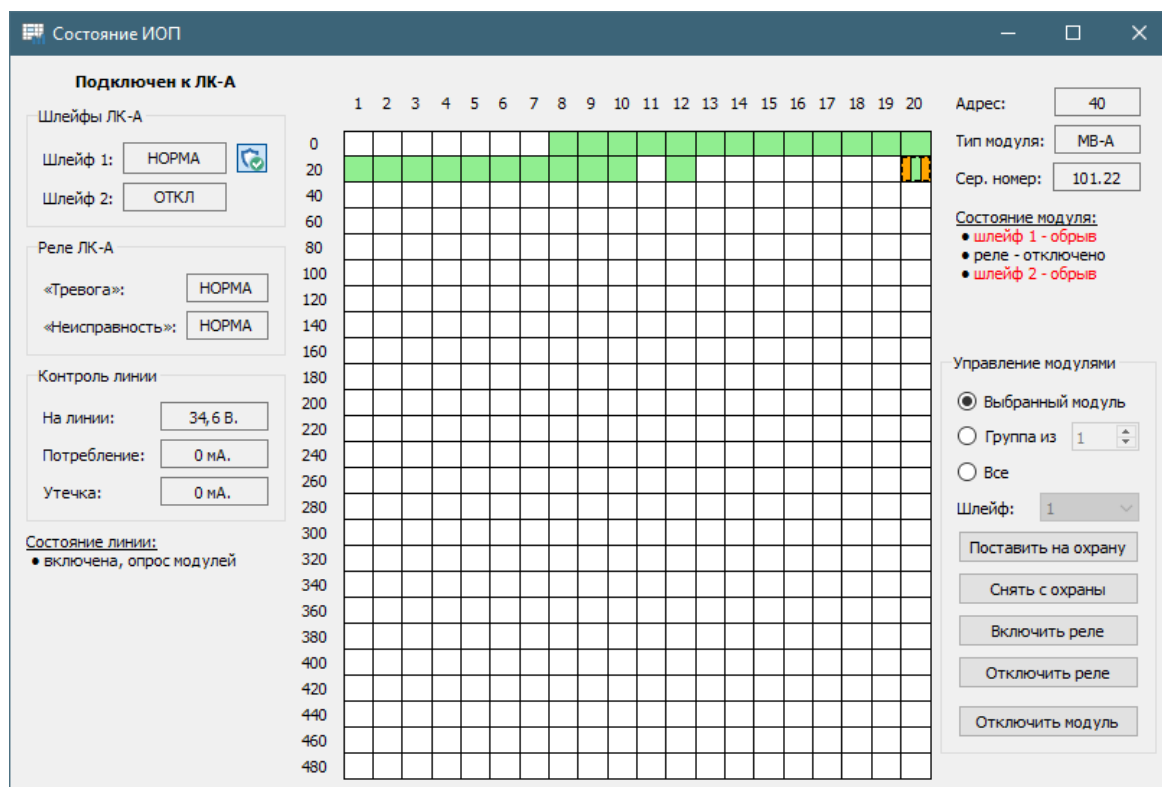 Состояние ИОП
Подключен к ЛК-А
Шлейфы ЛК-А
Шлейф 1: НОРМА
Шлейф 2: ОТКЛ
Реле ЛК-А
«Тревога»: НОРМА
«Неисправность»: НОРМА
Контроль линии
На линии: 34,6 В.
Потребление: 0 мА.
Утечка: 0 мА.
Состояние линии:
● включена, опрос модулей
1 2 3 4 5 6 7 8 9 10 11 12 13 14 15 16 17 18 19 20
0
20
40
60
80
100
120
140
160
180
200
220
240
260
280
300
320
340
360
380
400
420
440
460
480
Адрес: 40
Тип модуля: МВ-А
Сер. номер: 101.22
Состояние модуля:
● шлейф 1 - обрыв
● реле - отключено
● шлейф 2 - обрыв
Управление модулями
Выбранный модуль
Группа из 1
Все
Шлейф: 1
Поставить на охрану
Снять с охраны
Включить реле
Отключить реле
Отключить модуль